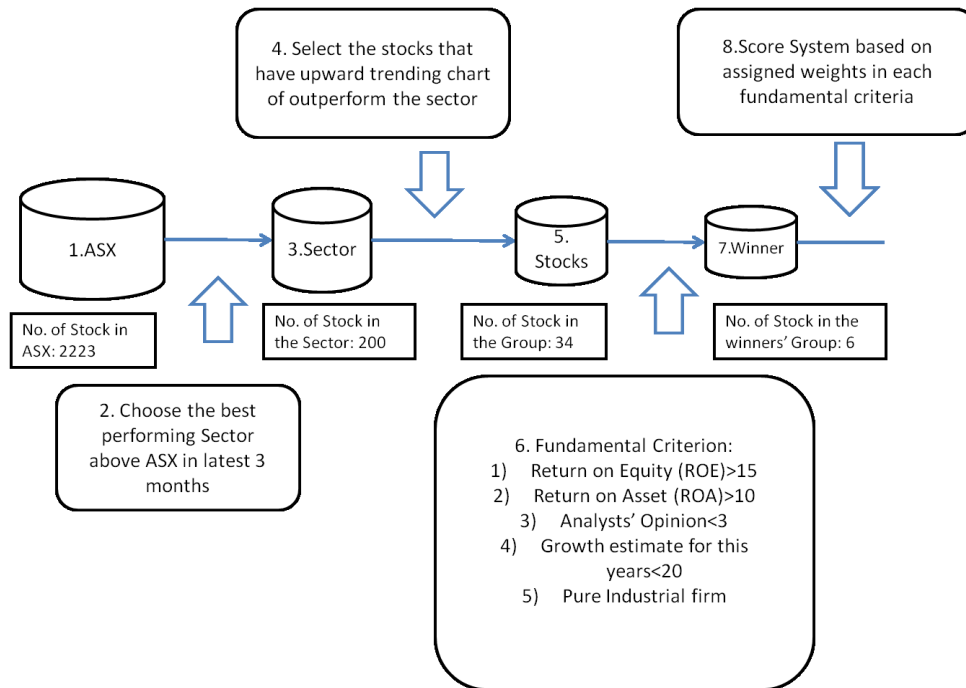 4. Select the stocks that
have upward trending chart
of outperform the sector
8.Score System based on
assigned weights in each
fundamental criteria
1.ASX
3.Sector
5.
Stocks
7.Winner
No. of Stock in
ASX: 2223
No. of Stock in
the Sector: 200
No. of Stock in
the Group: 34
No. of Stock in the
winners' Group: 6
2. Choose the best
performing Sector
above ASX in latest 3
months
6. Fundamental Criterion:
1) Return on Equity (ROE)>15
2) Return on Asset (ROA)>10
3) Analysts' Opinion<3
4) Growth estimate for this
years<20
5) Pure Industrial firm